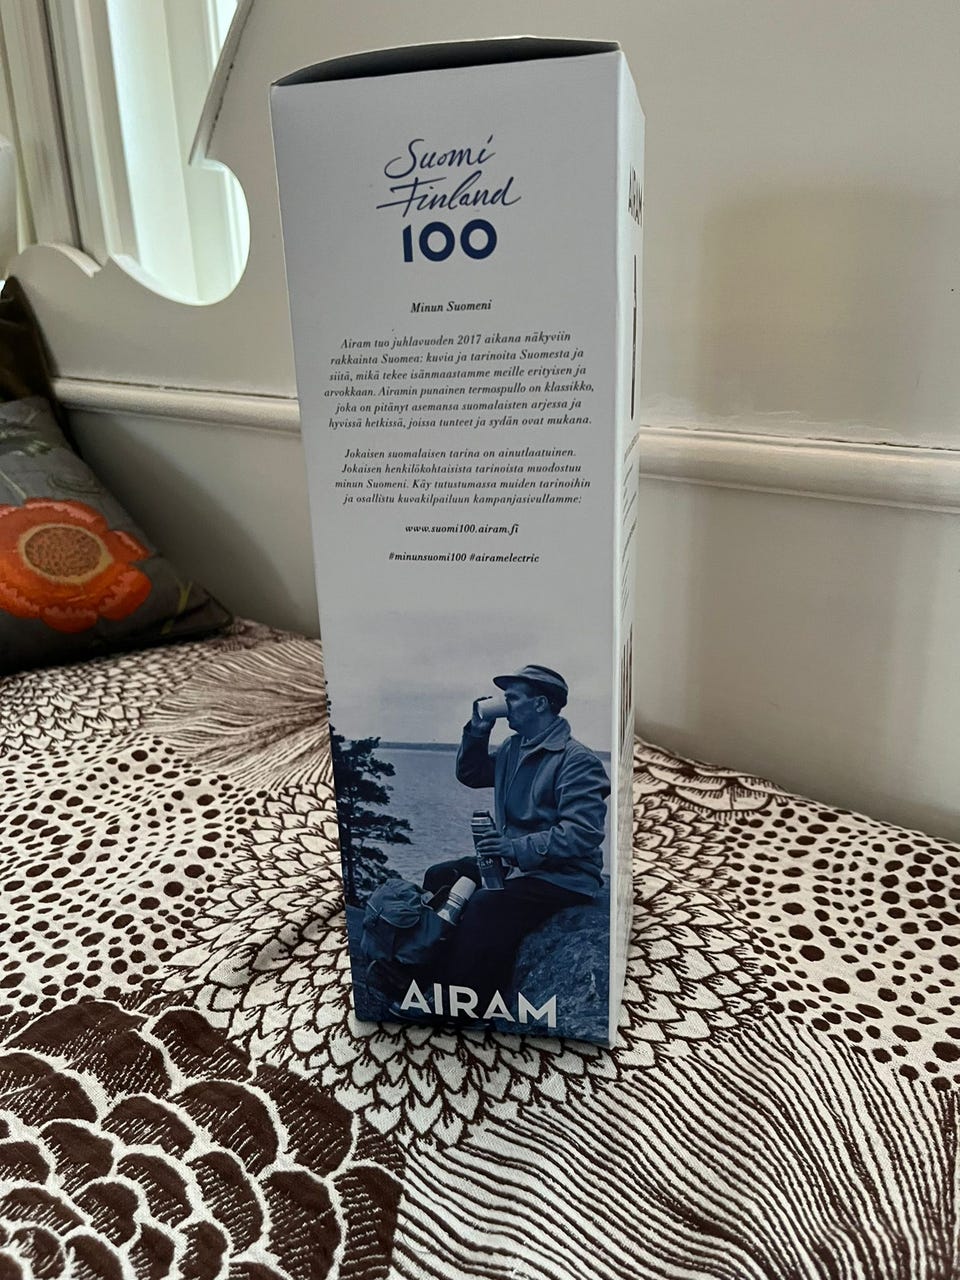 Suomi
Finland
100
Minun Suomeni
Airam tuo juhlavuoden 2017 aikana näkyviin
rakkainta Suomea: kuvia ja tarinoita Suomesta ja
siitä, mikä tekee isänmaastamme meille erityisen ja
arvokkaan. Airamin punainen termospullo on klassikko,
joka on pitänyt asemansa suomalaisten arjessa ja
hyvissä hetkissä, joissa tunteet ja sydän ovat mukana.
Jokaisen suomalaisen tarina on ainutlaatuinen.
Jokaisen henkilökohtaisista tarinoista muodostuu
minun Suomeni. Käy tutustumassa muiden tarinoihin
ja osallistu kuvakilpailuun kampanjasivullamme:
www.suomi100.airam.fi
#minunsuomi100 #airamelectric
AIRAM
AIRAM